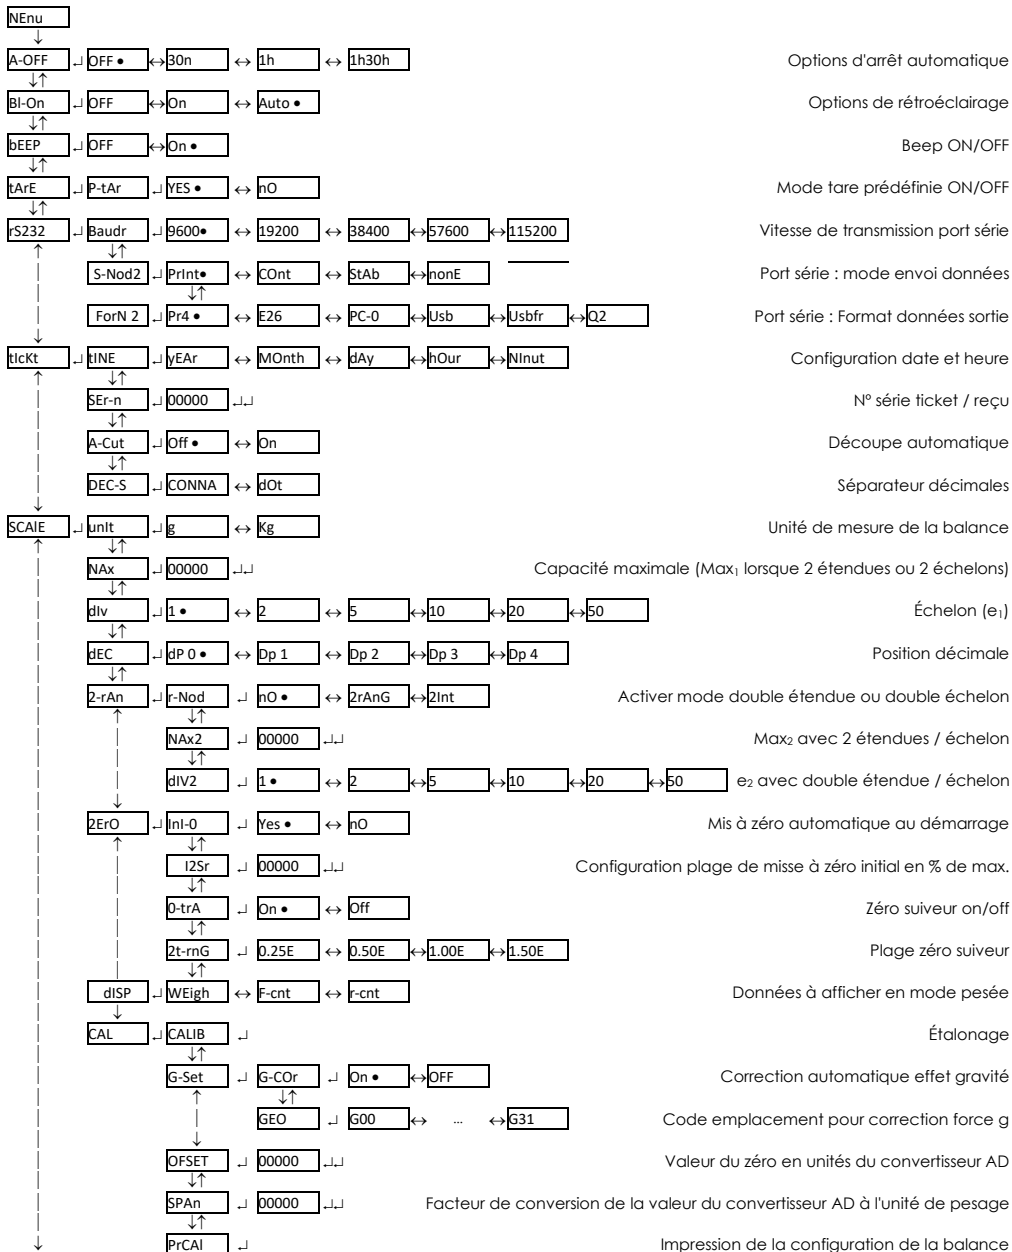 NEnu
↓
A-OFF ↵ OFF • ↔ 30n ↔ 1h ↔ 1h30h Options d'arrêt automatique
↓↑
Bl-On ↵ OFF ↔ On ↔ Auto • Options de rétroéclairage
↓↑
bEEP ↵ OFF ↔ On • Beep ON/OFF
↓↑
tArE ↵ P-tAr ↵ YES • ↔ nO Mode tare prédéfinie ON/OFF
↓↑
rS232 ↵ Baudr ↵ 9600• ↔ 19200 ↔ 38400 ↔ 57600 ↔ 115200 Vitesse de transmission port série
↑ ↓↑
S-Nod2 ↵ PrInt• ↔ COnt ↔ StAb ↔ nonE Port série : mode envoi données
↓↑
ForN 2 ↵ Pr4 • ↔ E26 ↔ PC-0 ↔ Usb ↔ Usbfr ↔ Q2 Port série : Format données sortie
↓
tIcKt ↵ tINE ↵ yEAr ↔ MOnth ↔ dAy ↔ hOur ↔ NInut Configuration date et heure
↑ ↓↑
SEr-n ↵ 00000 ↵↵ Nº série ticket / reçu
↓↑
A-Cut ↵ Off • ↔ On Découpe automatique
↓↑
DEC-S ↵ CONNA ↔ dOt Séparateur décimales
↓
SCAlE ↵ unIt ↵ g ↔ Kg Unité de mesure de la balance
↑ ↓↑
NAx ↵ 00000 ↵↵ Capacité maximale (Max₁ lorsque 2 étendues ou 2 échelons)
↓↑
dIv ↵ 1 • ↔ 2 ↔ 5 ↔ 10 ↔ 20 ↔ 50 Échelon (e₁)
↓↑
dEC ↵ dP 0 • ↔ Dp 1 ↔ Dp 2 ↔ Dp 3 ↔ Dp 4 Position décimale
↓↑
2-rAn ↵ r-Nod ↵ nO • ↔ 2rAnG ↔ 2Int Activer mode double étendue ou double échelon
↑ ↓↑
NAx2 ↵ 00000 ↵↵ Max₂ avec 2 étendues / échelon
↓↑
dIV2 ↵ 1 • ↔ 2 ↔ 5 ↔ 10 ↔ 20 ↔ 50 e₂ avec double étendue / échelon
↓
2ErO ↵ InI-0 ↵ Yes • ↔ nO Mis à zéro automatique au démarrage
↑ ↓↑
I2Sr ↵ 00000 ↵↵ Configuration plage de misse à zéro initial en % de max.
↓↑
0-trA ↵ On • ↔ Off Zéro suiveur on/off
↓↑
2t-rnG ↵ 0.25E ↔ 0.50E ↔ 1.00E ↔ 1.50E Plage zéro suiveur
↓↑
dISP ↵ WEigh ↔ F-cnt ↔ r-cnt Données à afficher en mode pesée
↓
CAL ↵ CALIB ↵ Étalonage
↓↑
G-Set ↵ G-COr ↵ On • ↔ OFF Correction automatique effet gravité
↑ ↓↑
GEO ↵ G00 ↔ ... ↔ G31 Code emplacement pour correction force g
↓
OFSET ↵ 00000 ↵↵ Valeur du zéro en unités du convertisseur AD
↓↑
SPAn ↵ 00000 ↵↵ Facteur de conversion de la valeur du convertisseur AD à l'unité de pesage
↓↑
↓ PrCAl ↵ Impression de la configuration de la balance